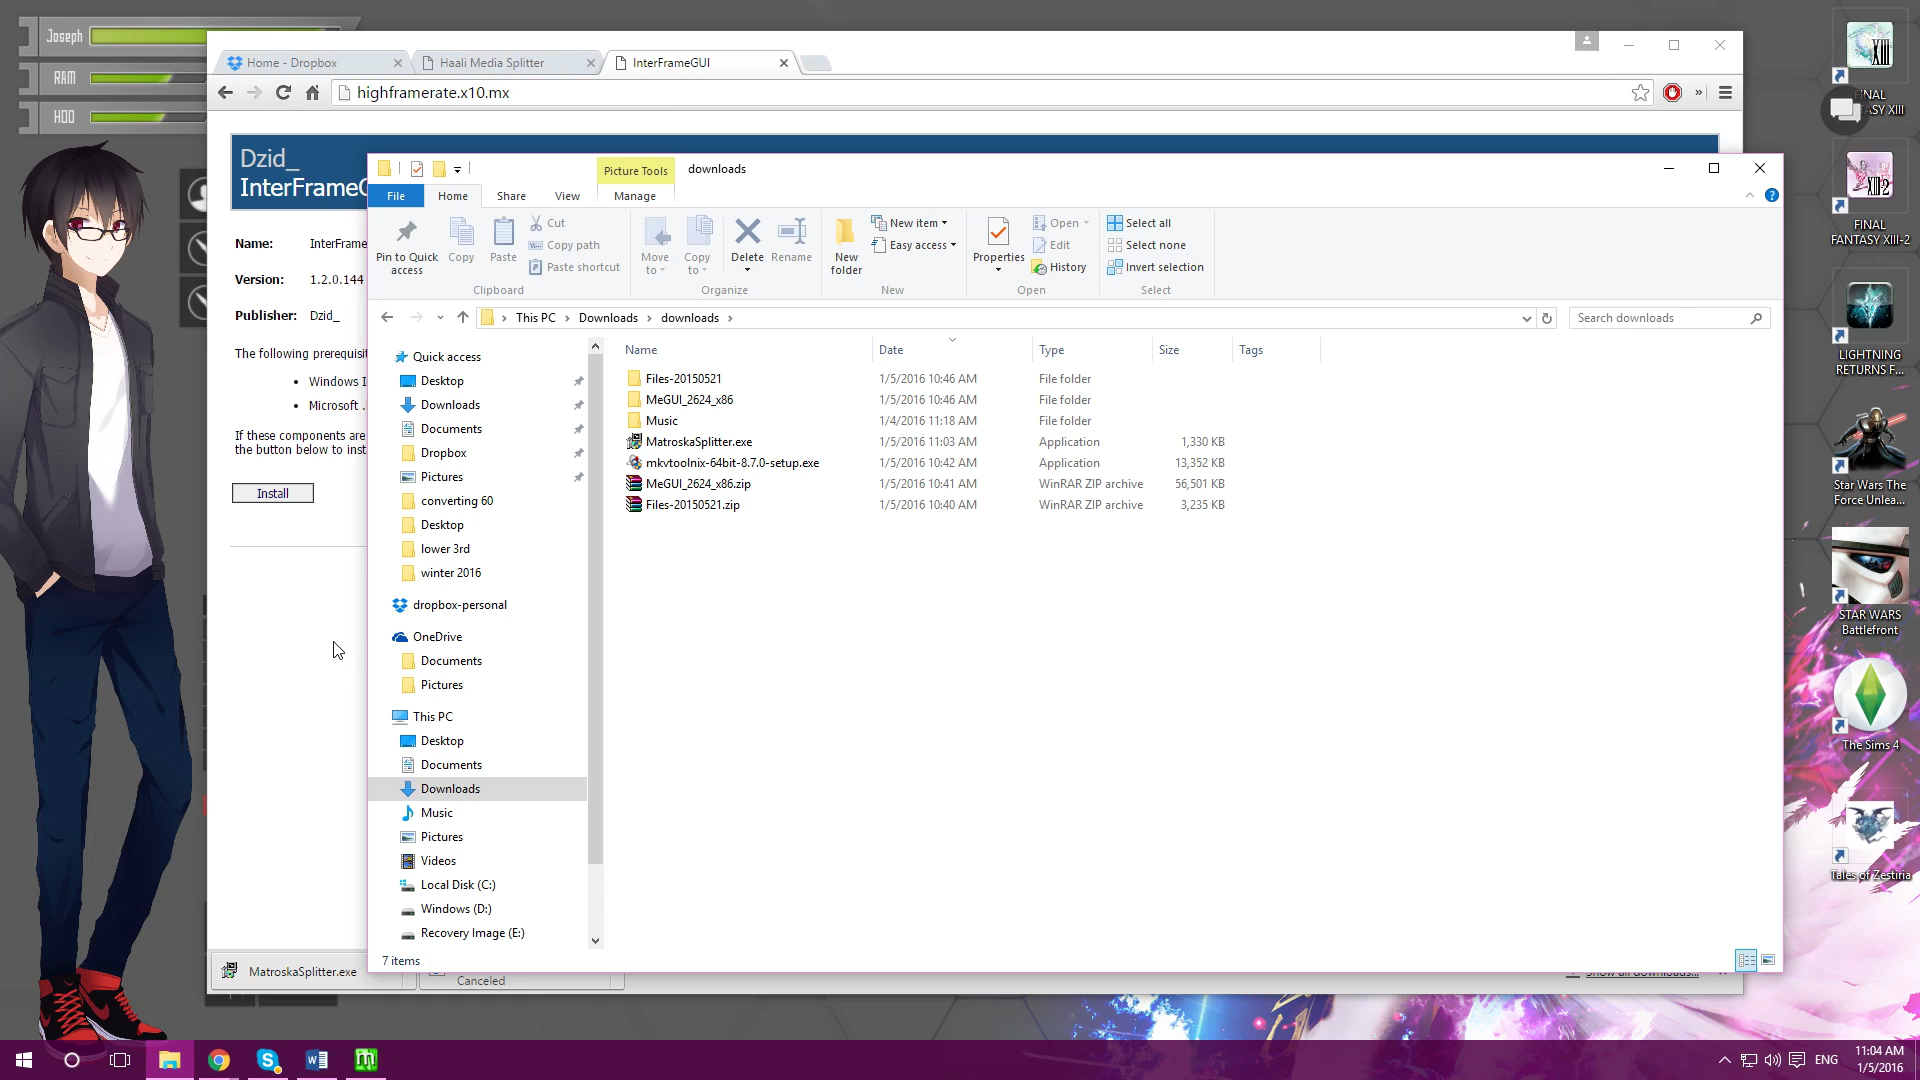 Joseph
RAM
HDD
Home - Dropbox
Haali Media Splitter
InterFrameGUI
highframerate.x10.mx
Dzid_
InterFrameG
Name:
InterFrame
Version:
1.2.0.144
Publisher:
Dzid_
The following prerequisit
Windows I
Microsoft .
If these components are
the button below to inst
Install
Picture Tools
downloads
File
Home
Share
View
Manage
Pin to Quick
access
Copy
Paste
Cut
Copy path
Paste shortcut
Clipboard
Move
to
Copy
to
Delete
Rename
Organize
New
folder
New item
Easy access
New
Properties
Open
Edit
History
Open
Select all
Select none
Invert selection
Select
This PC
Downloads
downloads
Search downloads
Quick access
Desktop
Downloads
Documents
Dropbox
Pictures
converting 60
Desktop
lower 3rd
winter 2016
dropbox-personal
OneDrive
Documents
Pictures
This PC
Desktop
Documents
Downloads
Music
Pictures
Videos
Local Disk (C:)
Windows (D:)
Recovery Image (E:)
Name Date Type Size Tags
Files-20150521 1/5/2016 10:46 AM File folder
MeGUI_2624_x86 1/5/2016 10:46 AM File folder
Music 1/4/2016 11:18 AM File folder
MatroskaSplitter.exe 1/5/2016 11:03 AM Application 1,330 KB
mkvtoolnix-64bit-8.7.0-setup.exe 1/5/2016 10:42 AM Application 13,352 KB
MeGUI_2624_x86.zip 1/5/2016 10:41 AM WinRAR ZIP archive 56,501 KB
Files-20150521.zip 1/5/2016 10:40 AM WinRAR ZIP archive 3,235 KB
7 items
MatroskaSplitter.exe
Canceled
Show all downloads...
XIII
FINAL
FANTASY XIII
XIII-2
FINAL
FANTASY XIII-2
LIGHTNING
RETURNS F...
Star Wars The
Force Unlea...
STAR WARS
Battlefront
The Sims 4
Tales of Zestiria
ENG
11:04 AM
1/5/2016